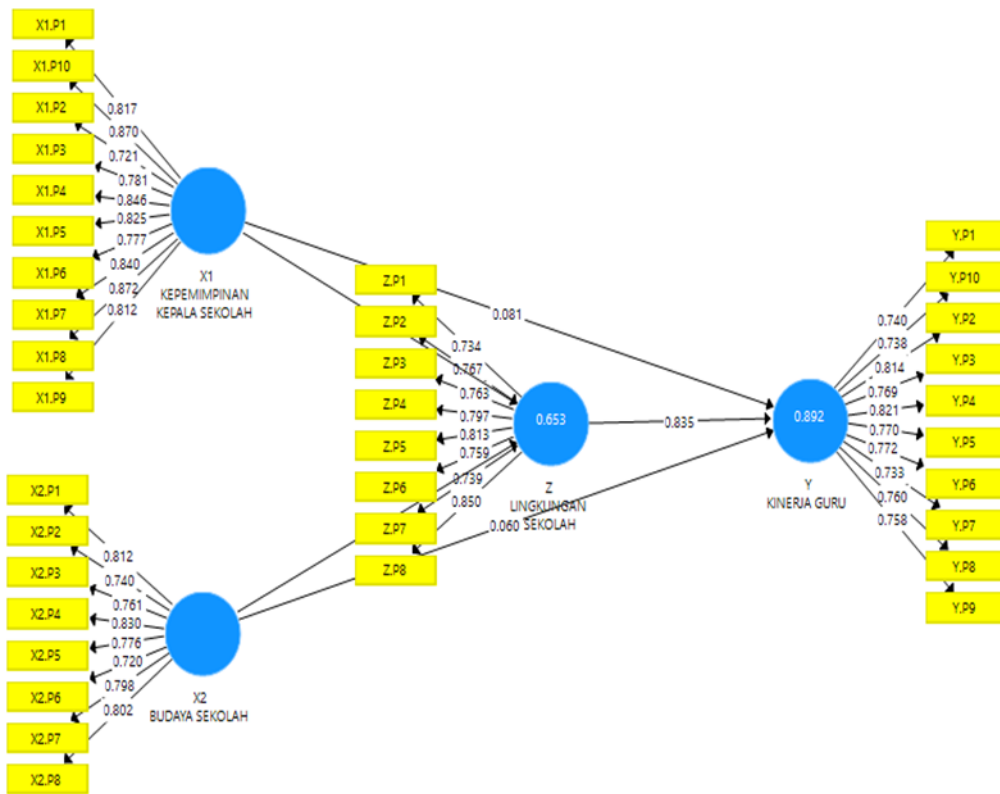 X1.P1
X1.P10
X1.P2
X1.P3
X1.P4
X1.P5
X1.P6
X1.P7
X1.P8
X1.P9
0.817
0.870
0.721
0.781
0.846
0.825
0.777
0.840
0.872
0.812
X1
KEPEMIMPINAN
KEPALA SEKOLAH
X2.P1
X2.P2
X2.P3
X2.P4
X2.P5
X2.P6
X2.P7
X2.P8
0.812
0.740
0.761
0.830
0.776
0.720
0.798
0.802
X2
BUDAYA SEKOLAH
Z.P1
Z.P2
Z.P3
Z.P4
Z.P5
Z.P6
Z.P7
Z.P8
0.734
0.767
0.763
0.797
0.813
0.759
0.739
0.850
0.653
Z
LINGKUNGAN
SEKOLAH
0.081
0.835
0.060
0.892
Y
KINERJA GURU
0.740
0.738
0.814
0.769
0.821
0.770
0.772
0.733
0.760
0.758
Y.P1
Y.P10
Y.P2
Y.P3
Y.P4
Y.P5
Y.P6
Y.P7
Y.P8
Y.P9